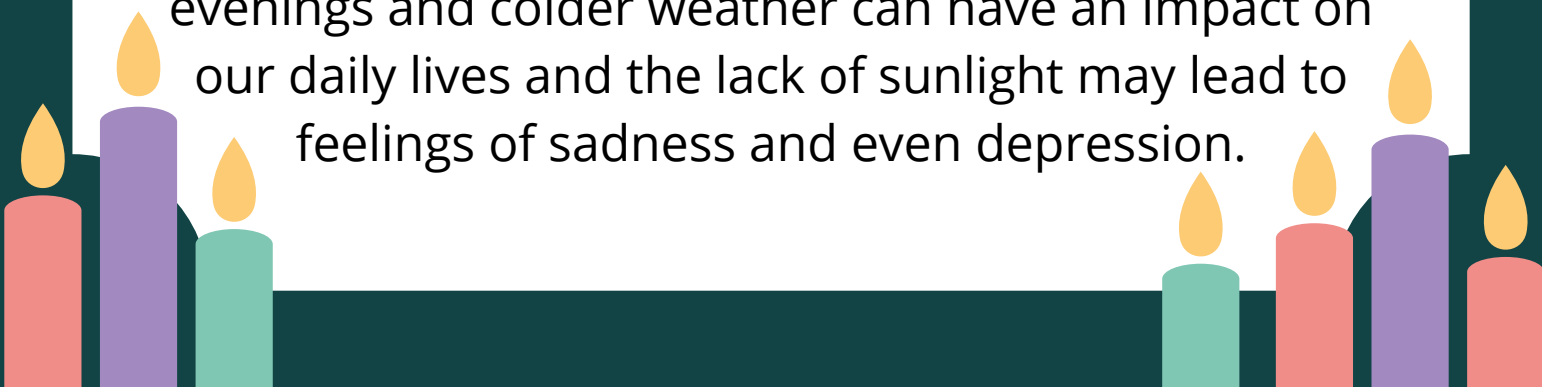 evenings and colder weather can have an impact on
our daily lives and the lack of sunlight may lead to
feelings of sadness and even depression.